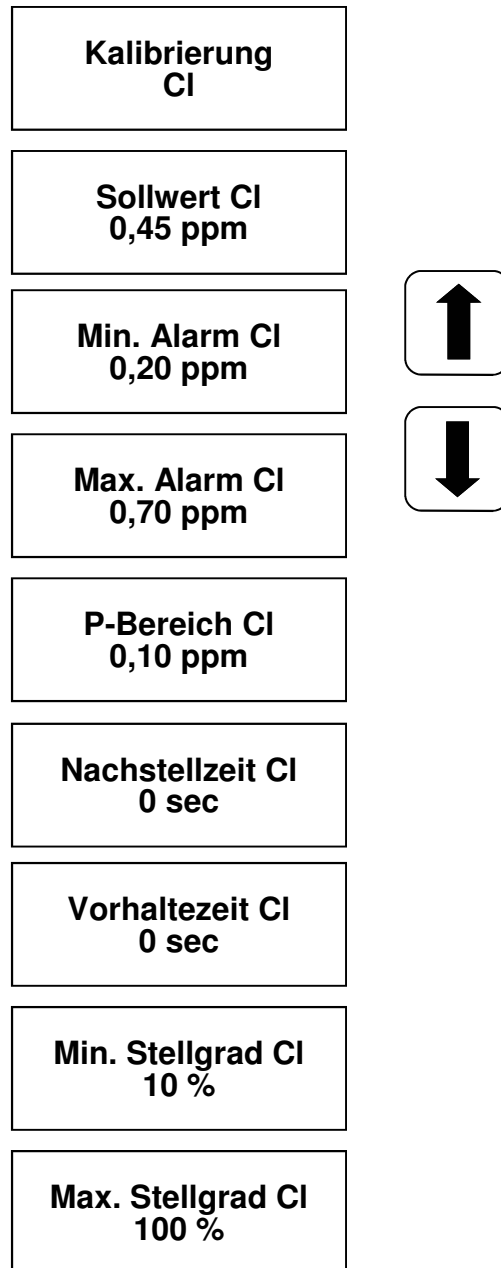 Kalibrierung
Cl
Sollwert Cl
0,45 ppm
Min. Alarm Cl
0,20 ppm
Max. Alarm Cl
0,70 ppm
P-Bereich Cl
0,10 ppm
Nachstellzeit Cl
0 sec
Vorhaltezeit Cl
0 sec
Min. Stellgrad Cl
10 %
Max. Stellgrad Cl
100 %